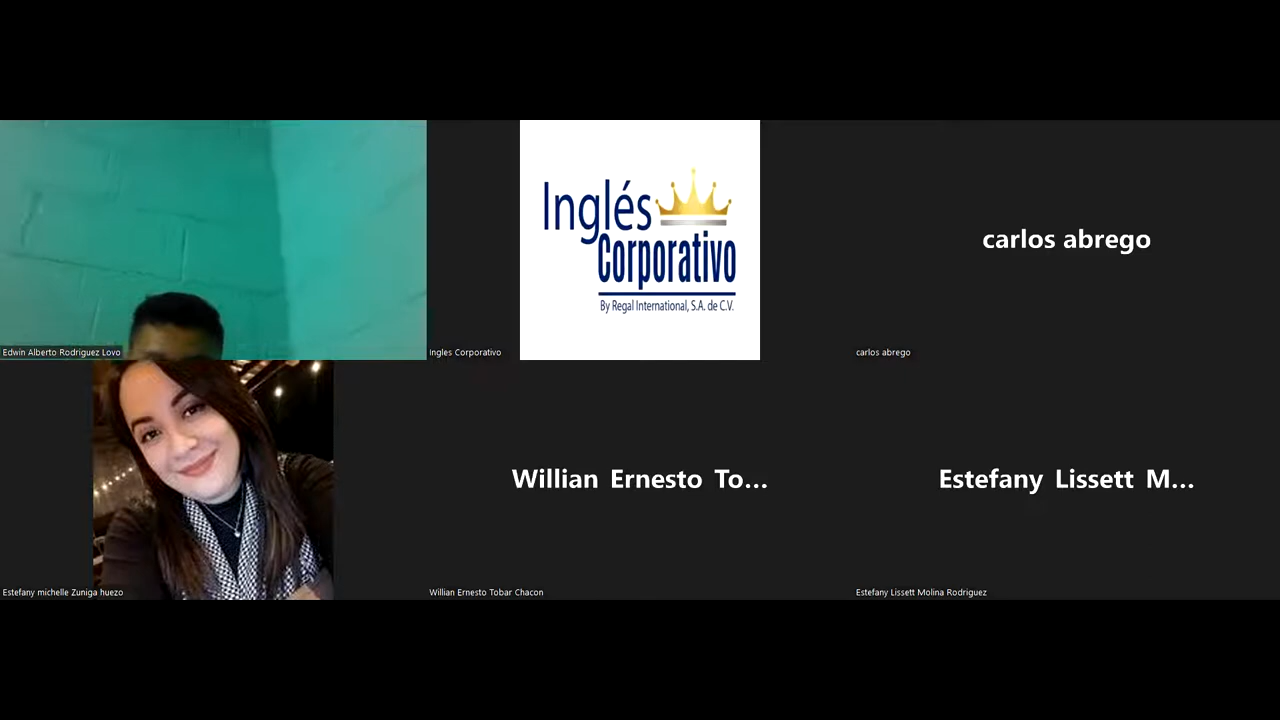 Inglés
Corporativo
By Regal International, S.A. de C.V.
carlos abrego
Edwin Alberto Rodriguez Lovo
Ingles Corporativo
carlos abrego
Willian Ernesto To...
Estefany Lissett M...
Estefany michelle Zuniga huezo
Willian Ernesto Tobar Chacon
Estefany Lissett Molina Rodriguez